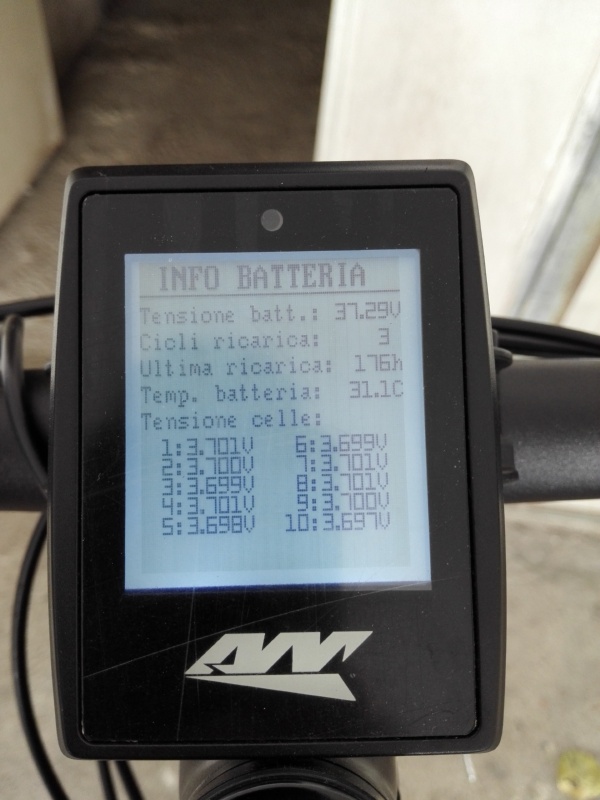 INFO BATTERIA
Tensione batt.: 37.29V
Cicli ricarica: 3
Ultima ricarica: 176h
Temp. batteria: 31.1C
Tensione celle:
1:3.701V 6:3.699V
2:3.700V 7:3.701V
3:3.699V 8:3.701V
4:3.701V 9:3.700V
5:3.698V 10:3.697V